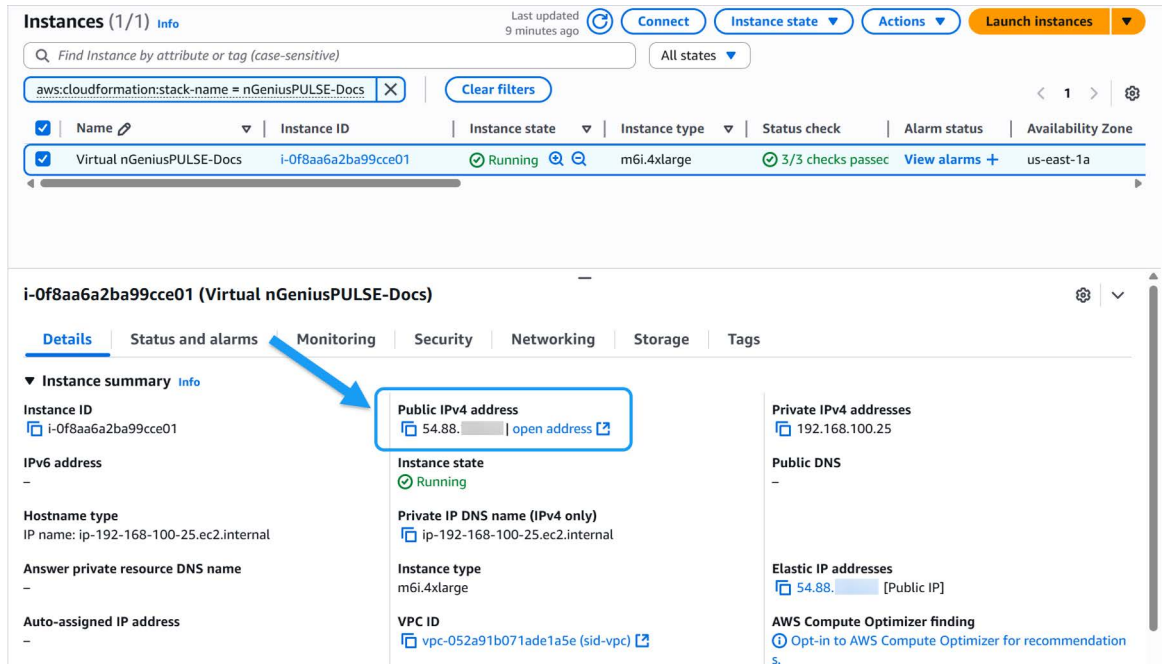 Instances (1/1) Info
Last updated
9 minutes ago
Connect
Instance state
Actions
Launch instances
Find Instance by attribute or tag (case-sensitive)
All states
aws:cloudformation:stack-name = nGeniusPULSE-Docs
Clear filters
1
Name
Instance ID
Instance state
Instance type
Status check
Alarm status
Availability Zone
Virtual nGeniusPULSE-Docs
i-0f8aa6a2ba99cce01
Running
m6i.4xlarge
3/3 checks passec
View alarms +
us-east-1a
i-0f8aa6a2ba99cce01 (Virtual nGeniusPULSE-Docs)
Details
Status and alarms
Monitoring
Security
Networking
Storage
Tags
Instance summary Info
Instance ID
i-0f8aa6a2ba99cce01
Public IPv4 address
54.88. | open address
Private IPv4 addresses
192.168.100.25
IPv6 address
–
Instance state
Running
Public DNS
–
Hostname type
IP name: ip-192-168-100-25.ec2.internal
Private IP DNS name (IPv4 only)
ip-192-168-100-25.ec2.internal
Answer private resource DNS name
–
Instance type
m6i.4xlarge
Elastic IP addresses
54.88. [Public IP]
Auto-assigned IP address
–
VPC ID
vpc-052a91b071ade1a5e (sid-vpc)
AWS Compute Optimizer finding
Opt-in to AWS Compute Optimizer for recommendation
s.